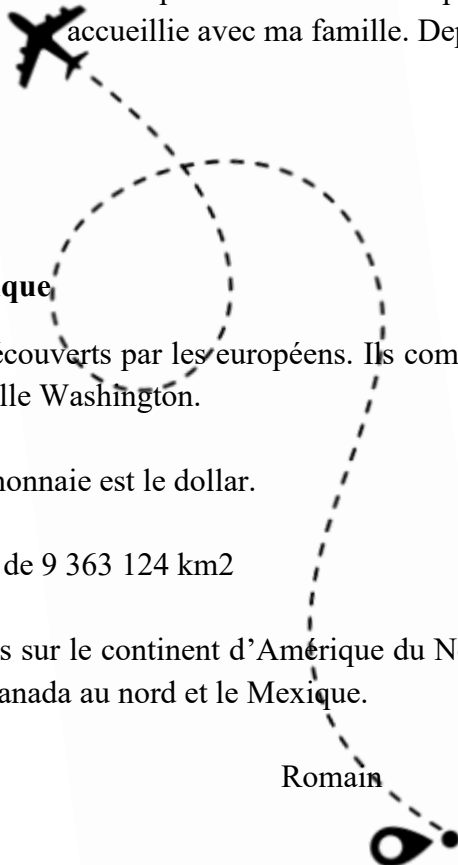 accueillie avec ma famille. Dep
que
écouverts par les européens. Ils com
lle Washington.
onnaie est le dollar.
de 9 363 124 km2
s sur le continent d’Amérique du N
anada au nord et le Mexique.
Romain